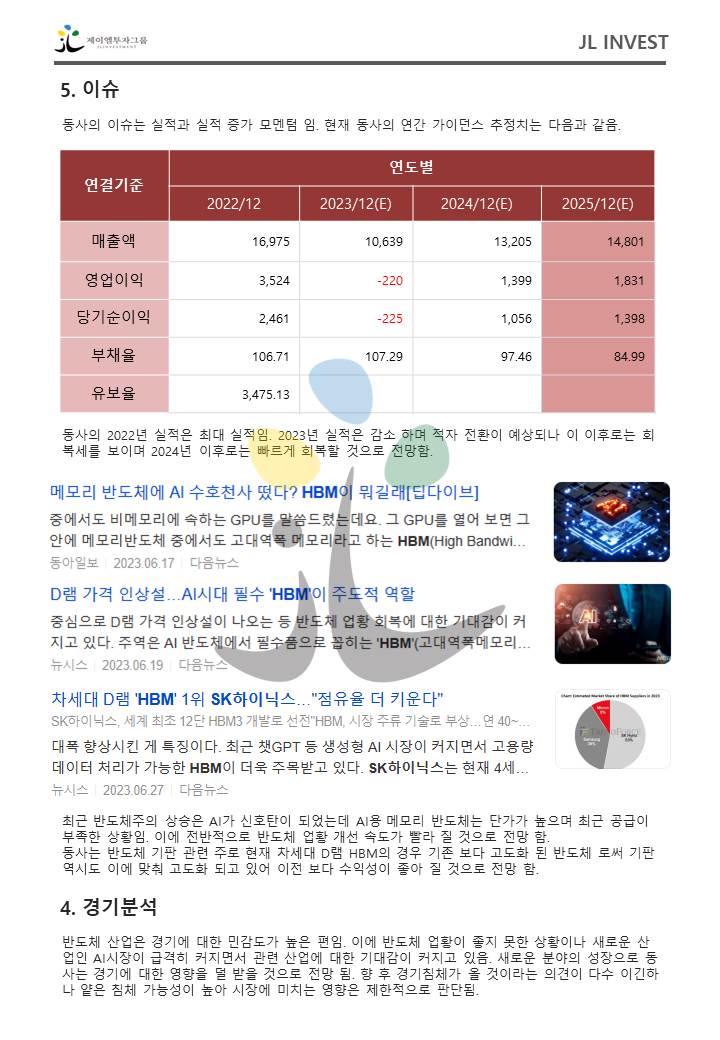 제이엘투자그룹
JLINVESTMENT
JL INVEST
5. 이슈
동사의 이슈는 실적과 실적 증가 모멘텀 임. 현재 동사의 연간 가이던스 추정치는 다음과 같음.
연결기준 연도별
2022/12 2023/12(E) 2024/12(E) 2025/12(E)
매출액 16,975 10,639 13,205 14,801
영업이익 3,524 -220 1,399 1,831
당기순이익 2,461 -225 1,056 1,398
부채율 106.71 107.29 97.46 84.99
유보율 3,475.13
동사의 2022년 실적은 최대 실적임. 2023년 실적은 감소 하며 적자 전환이 예상되나 이 이후로는 회
복세를 보이며 2024년 이후로는 빠르게 회복할 것으로 전망함.
메모리 반도체에 AI 수호천사 떴다? HBM이 뭐길래[딥다이브]
중에서도 비메모리에 속하는 GPU를 말씀드렸는데요. 그 GPU를 열어 보면 그
안에 메모리반도체 중에서도 고대역폭 메모리라고 하는 HBM(High Bandwi...
동아일보 | 2023.06.17 | 다음뉴스
D램 가격 인상설...AI시대 필수 'HBM'이 주도적 역할
중심으로 D램 가격 인상설이 나오는 등 반도체 업황 회복에 대한 기대감이 커
지고 있다. 주역은 AI 반도체에서 필수품으로 꼽히는 'HBM'(고대역폭메모리...
뉴시스 | 2023.06.19 | 다음뉴스
AI
차세대 D램 'HBM' 1위 SK하이닉스..."점유율 더 키운다"
SK하이닉스, 세계 최초 12단 HBM3 개발로 선전"HBM, 시장 주류 기술로 부상...연 40~...
대폭 향상시킨 게 특징이다. 최근 챗GPT 등 생성형 AI 시장이 커지면서 고용량
데이터 처리가 가능한 HBM이 더욱 주목받고 있다. SK하이닉스는 현재 4세...
뉴시스 | 2023.06.27 | 다음뉴스
Chart: Estimated Market Share of HBM Suppliers in 2023
Micron
Samsung
SK Hynix
최근 반도체주의 상승은 AI가 신호탄이 되었는데 AI용 메모리 반도체는 단가가 높으며 최근 공급이
부족한 상황임. 이에 전반적으로 반도체 업황 개선 속도가 빨라 질 것으로 전망 함.
동사는 반도체 기판 관련 주로 현재 차세대 D램 HBM의 경우 기존 보다 고도화 된 반도체 로써 기판
역시도 이에 맞춰 고도화 되고 있어 이전 보다 수익성이 좋아 질 것으로 전망 함.
4. 경기분석
반도체 산업은 경기에 대한 민감도가 높은 편임. 이에 반도체 업황이 좋지 못한 상황이나 새로운 산
업인 AI시장이 급격히 커지면서 관련 산업에 대한 기대감이 커지고 있음. 새로운 분야의 성장으로 동
사는 경기에 대한 영향을 덜 받을 것으로 전망 됨. 향 후 경기침체가 올 것이라는 의견이 다수 이긴하
나 얕은 침체 가능성이 높아 시장에 미치는 영향은 제한적으로 판단됨.